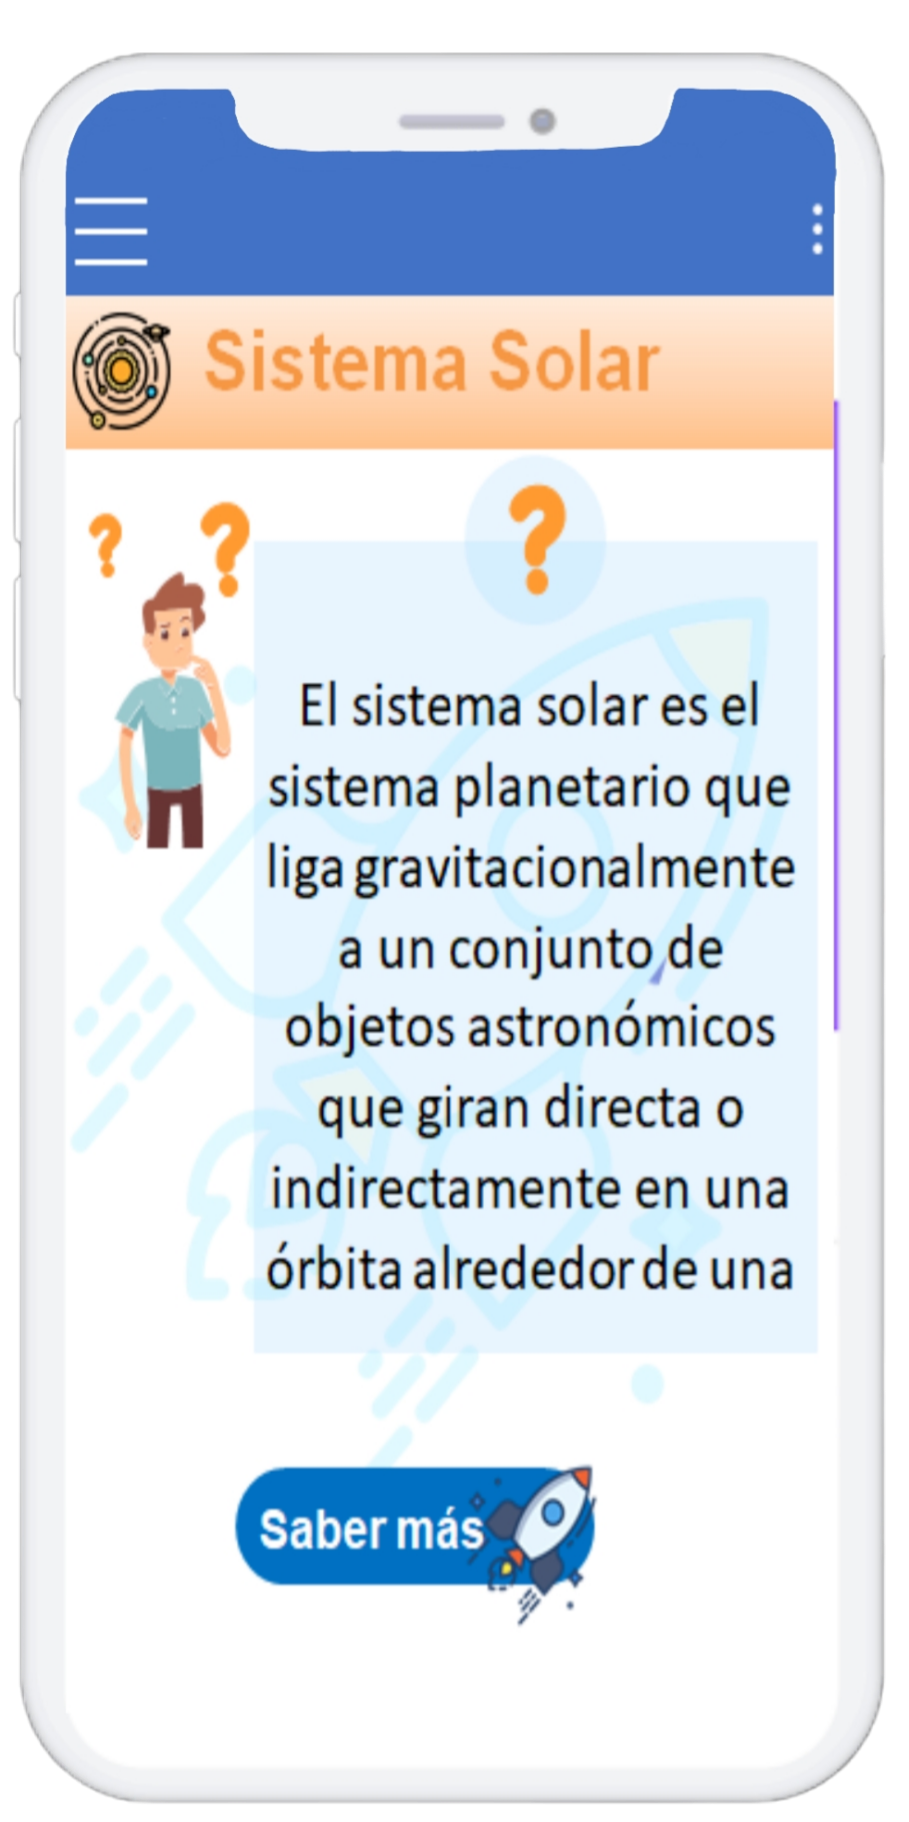 Sistema Solar
?
? ?
El sistema solar es el
sistema planetario que
liga gravitacionalmente
a un conjunto de
objetos astronómicos
que giran directa o
indirectamente en una
órbita alrededor de una
Saber más